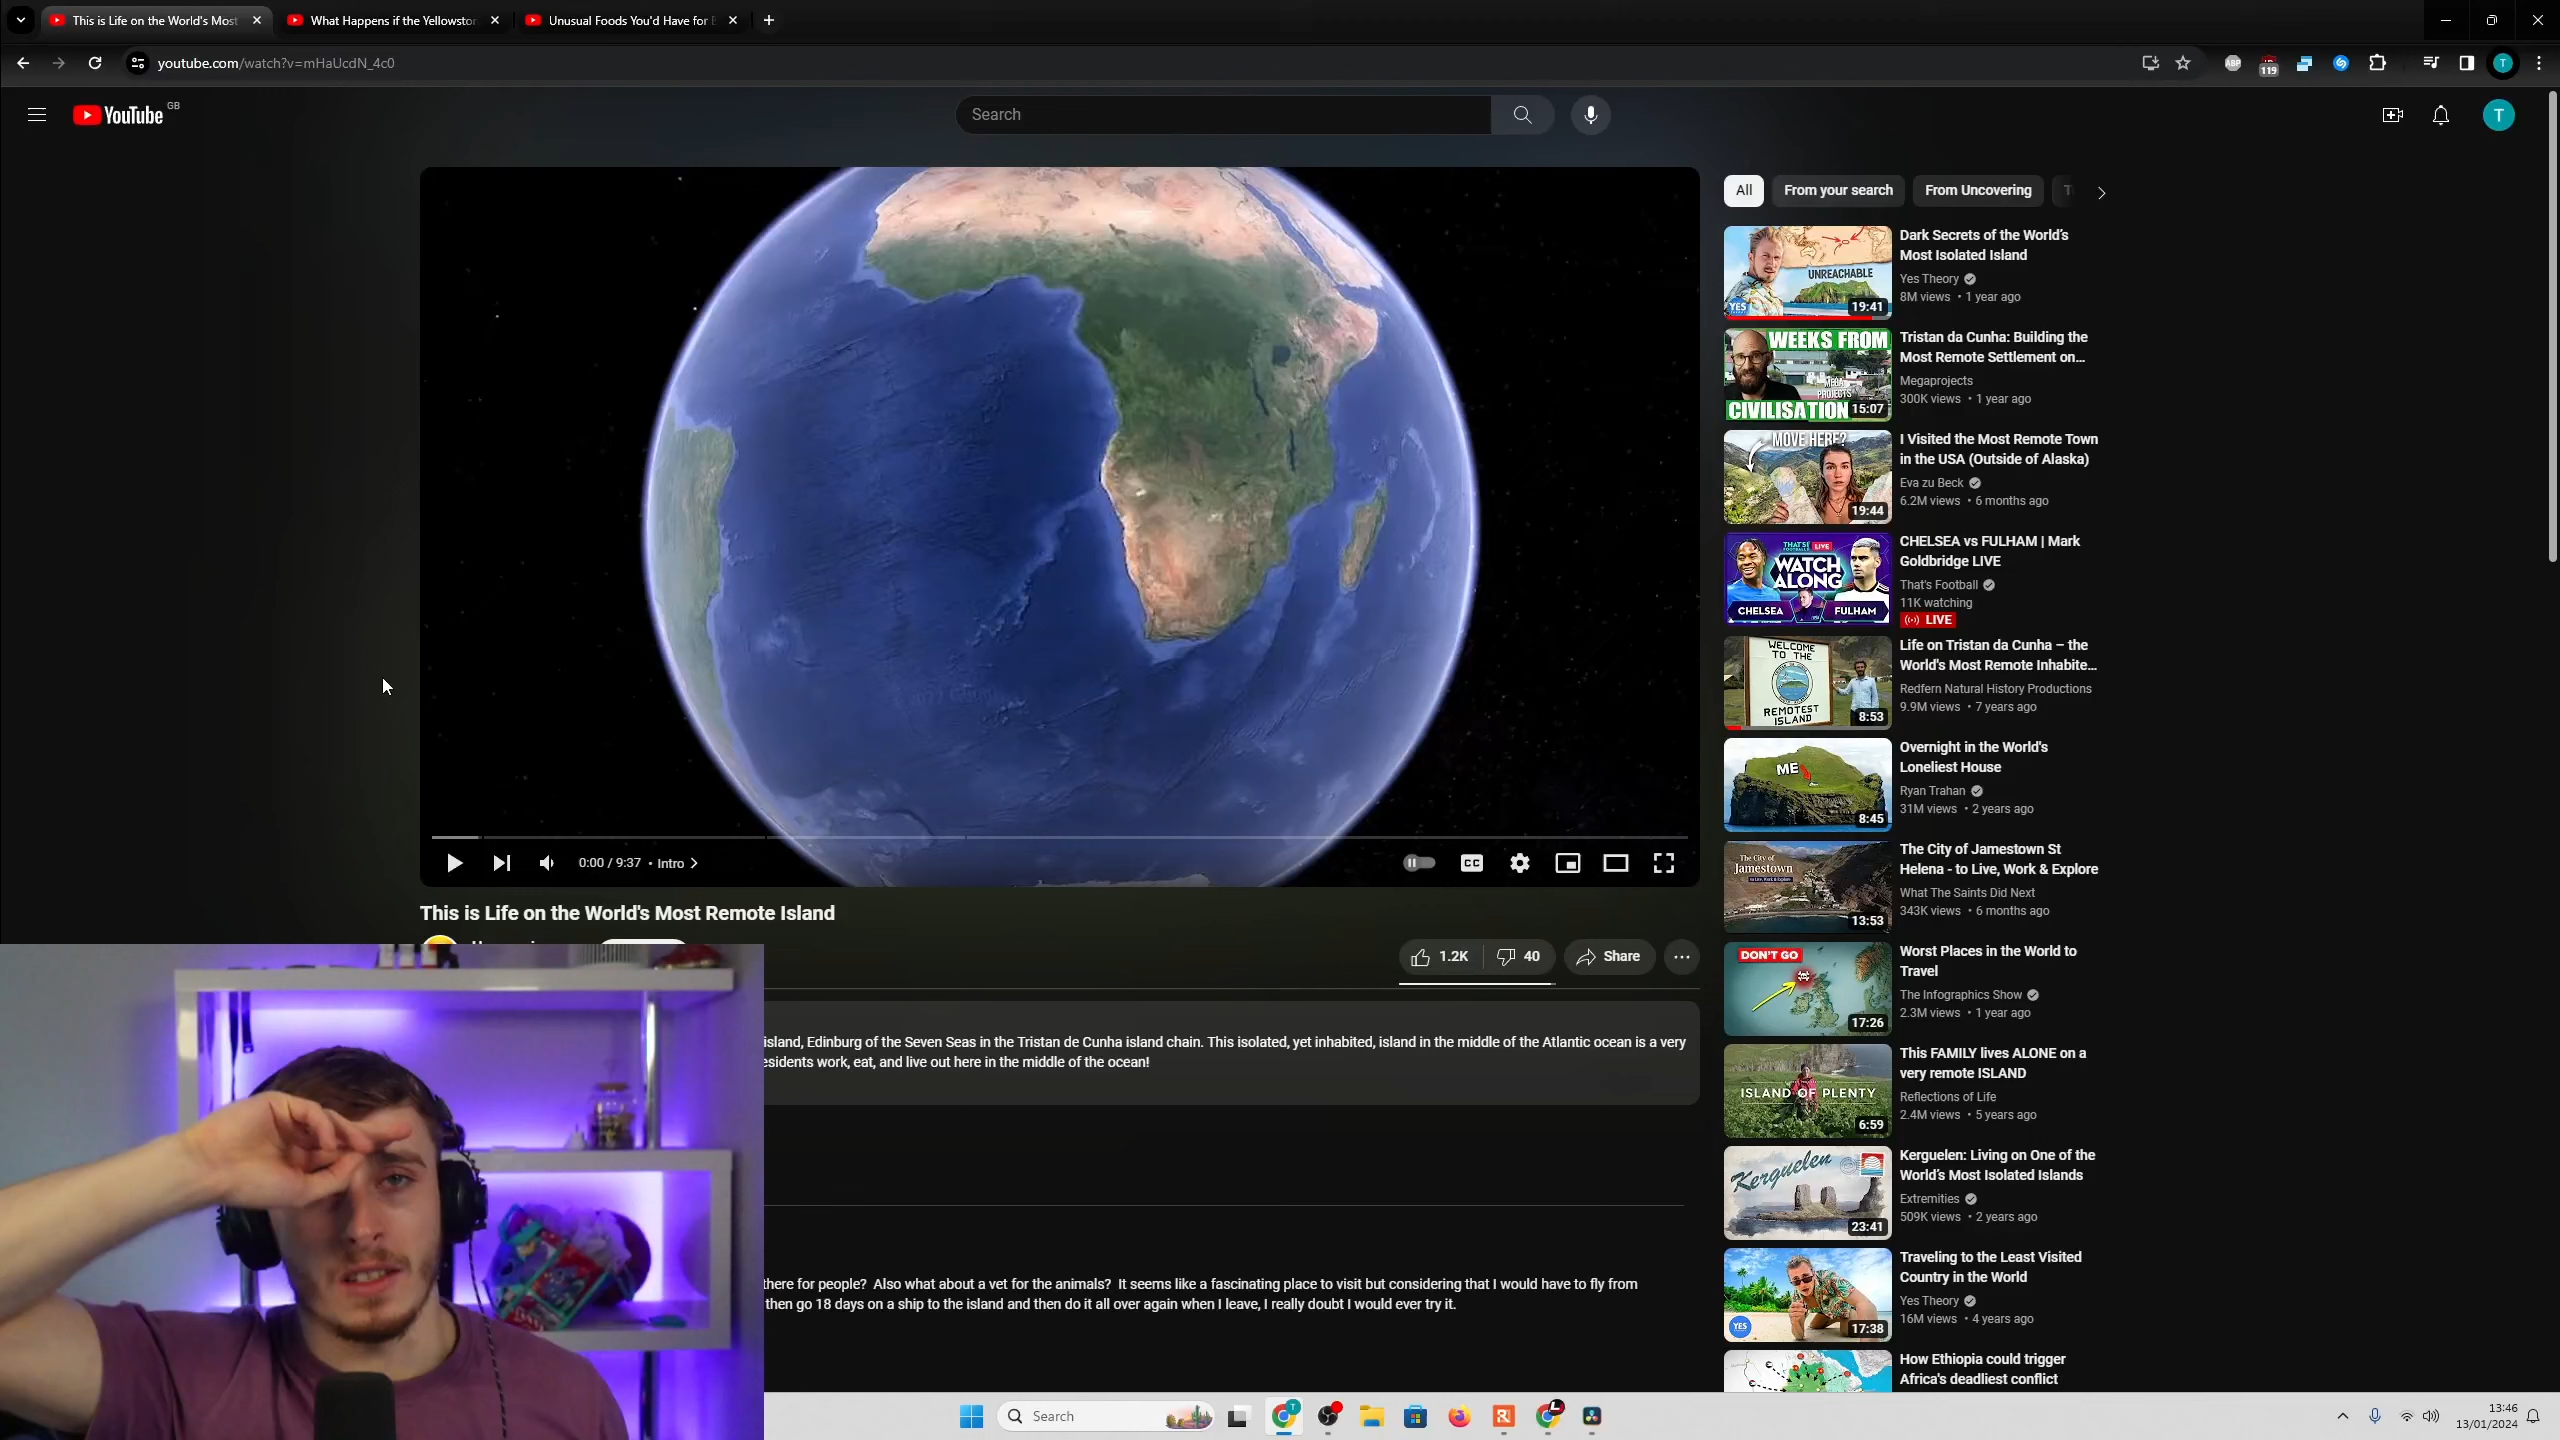 This is Life on the World's Most
What Happens if the Yellowstor
Unusual Foods You'd Have for
youtube.com/watch?v=mHaUcdN_4c0
ABP
119
T
YouTube GB
Search
T
All
From your search
From Uncovering
UNREACHABLE
YES
19:41
Dark Secrets of the World's
Most Isolated Island
Yes Theory
8M views • 1 year ago
WEEKS FROM
MEGA
PROJECTS
CIVILISATION
15:07
Tristan da Cunha: Building the
Most Remote Settlement on...
Megaprojects
300K views • 1 year ago
MOVE HERE?
19:44
I Visited the Most Remote Town
in the USA (Outside of Alaska)
Eva zu Beck
6.2M views • 6 months ago
THAT'S FOOTBALL LIVE
WATCH
ALONG
CHELSEA
FULHAM
CHELSEA vs FULHAM | Mark
Goldbridge LIVE
That's Football
11K watching
LIVE
WELCOME
TO THE
REMOTEST
ISLAND
8:53
Life on Tristan da Cunha – the
World's Most Remote Inhabite...
Redfern Natural History Productions
9.9M views • 7 years ago
ME
8:45
Overnight in the World's
Loneliest House
Ryan Trahan
31M views • 2 years ago
The City of
Jamestown
13:53
The City of Jamestown St
Helena - to Live, Work & Explore
What The Saints Did Next
343K views • 6 months ago
DON'T GO
17:26
Worst Places in the World to
Travel
The Infographics Show
2.3M views • 1 year ago
ISLAND OF PLENTY
6:59
This FAMILY lives ALONE on a
very remote ISLAND
Reflections of Life
2.4M views • 5 years ago
Kerguelen
23:41
Kerguelen: Living on One of the
World's Most Isolated Islands
Extremities
509K views • 2 years ago
YES
17:38
Traveling to the Least Visited
Country in the World
Yes Theory
16M views • 4 years ago
How Ethiopia could trigger
Africa's deadliest conflict
0:00 / 9:37 • Intro
CC
This is Life on the World's Most Remote Island
1.2K
40
Share
island, Edinburg of the Seven Seas in the Tristan de Cunha island chain. This isolated, yet inhabited, island in the middle of the Atlantic ocean is a very
esidents work, eat, and live out here in the middle of the ocean!
there for people? Also what about a vet for the animals? It seems like a fascinating place to visit but considering that I would have to fly from
then go 18 days on a ship to the island and then do it all over again when I leave, I really doubt I would ever try it.
Search
13:46
13/01/2024